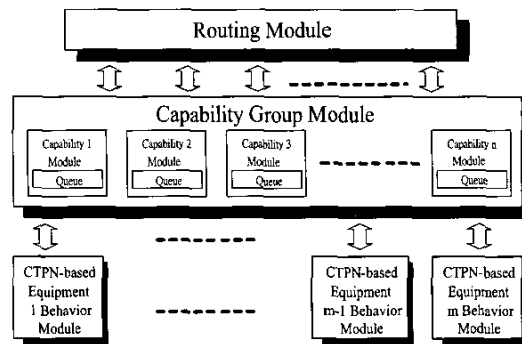 Routing Module
Capability Group Module
Capability 1
Module
Queue
Capability 2
Module
Queue
Capability 3
Module
Queue
Capability n
Module
Queue
CTPN-based
Equipment
1 Behavior
Module
CTPN-based
Equipment
m-1 Behavior
Module
CTPN-based
Equipment
m Behavior
Module